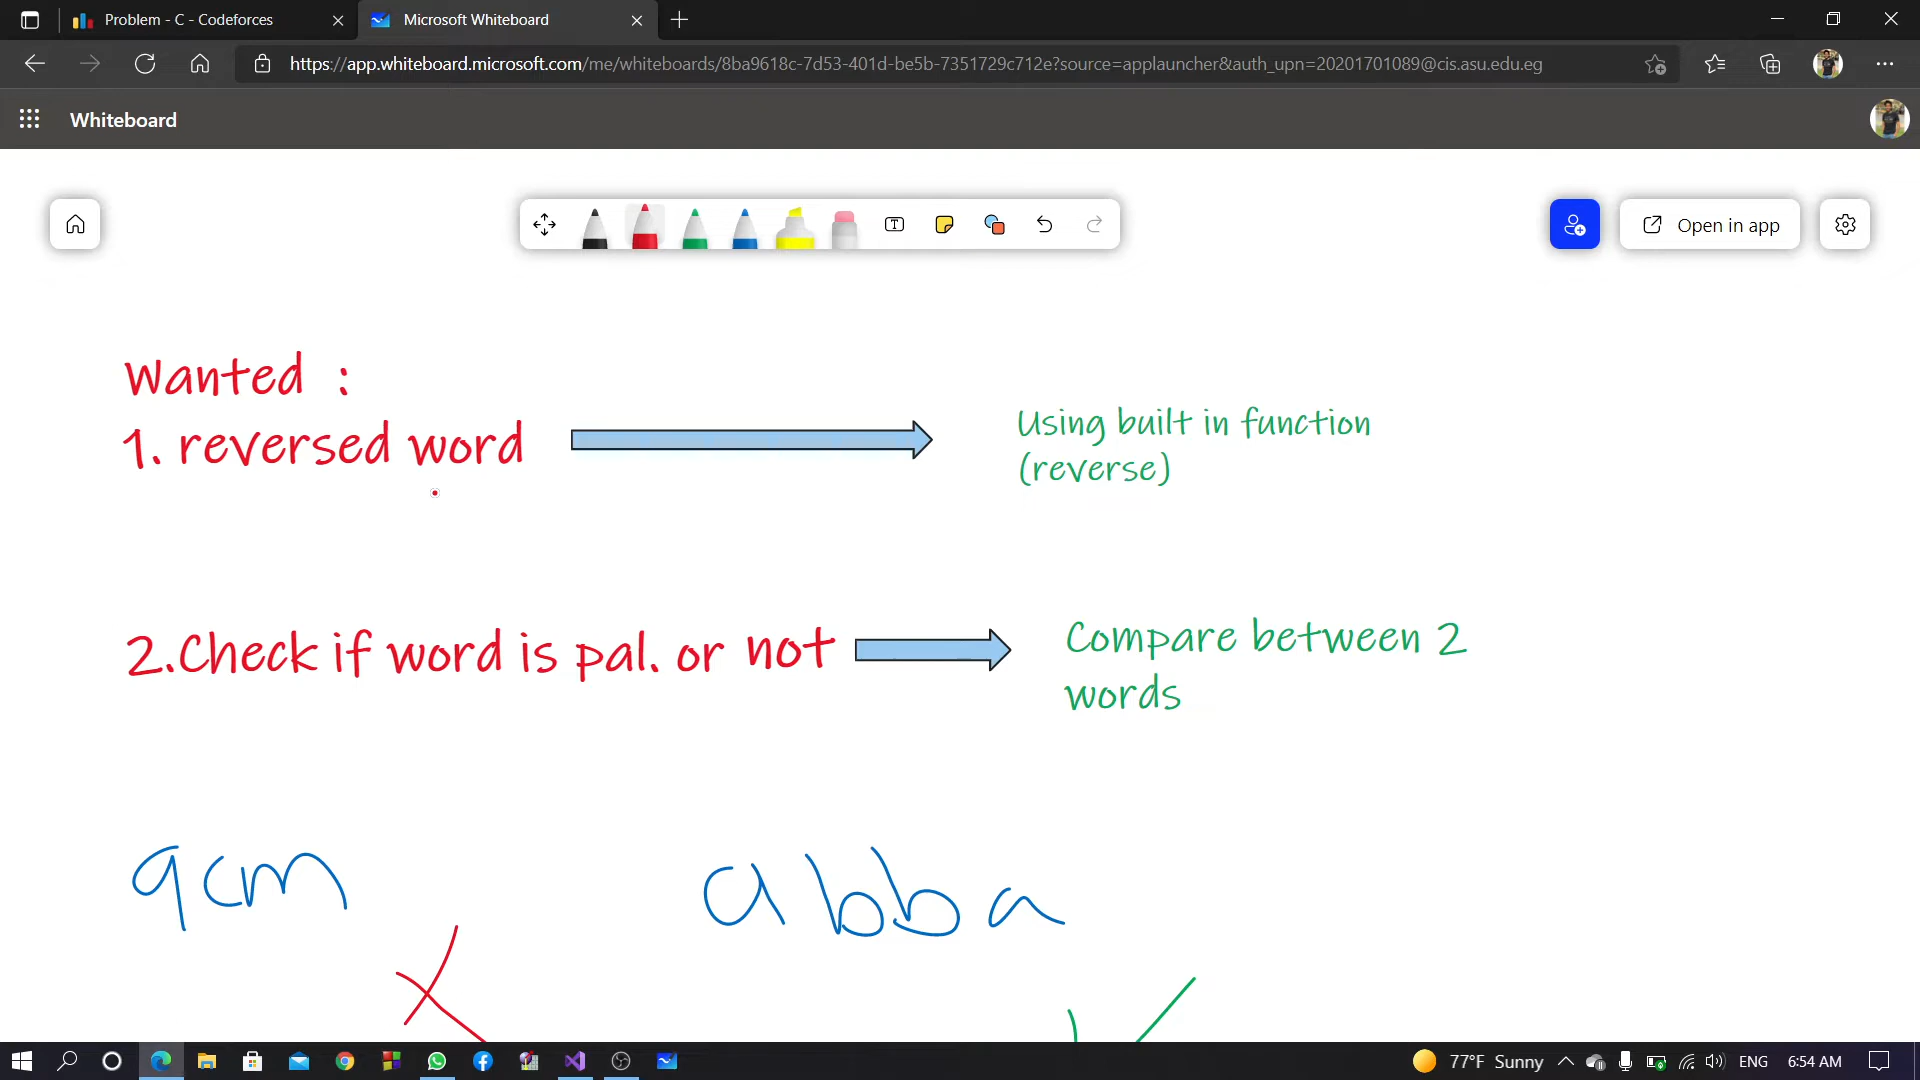 Problem - C - Codeforces
Microsoft Whiteboard
https://app.whiteboard.microsoft.com/me/whiteboards/8ba9618c-7d53-401d-be5b-7351729c712e?source=applauncher&auth_upn=20201701089@cis.asu.edu.eg
Whiteboard
Open in app
Wanted :
1. reversed word
Using built in function
(reverse)
2.Check if word is pal. or not
Compare between 2
words
acm
abba
77°F Sunny
ENG
6:54 AM